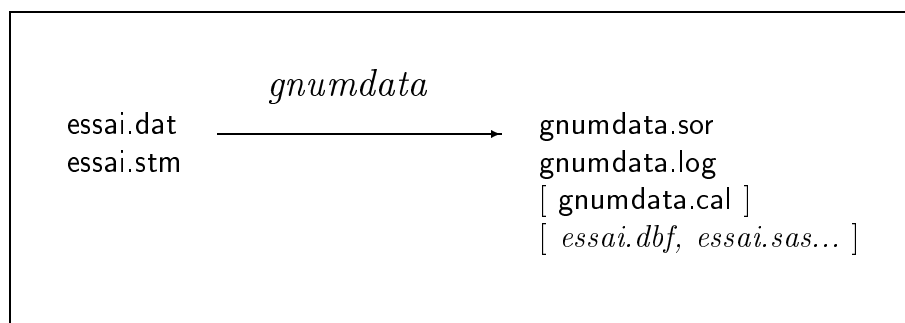 gnumdata
essai.dat
essai.stm
gnumdata.sor
gnumdata.log
[ gnumdata.cal ]
[ essai.dbf, essai.sas... ]